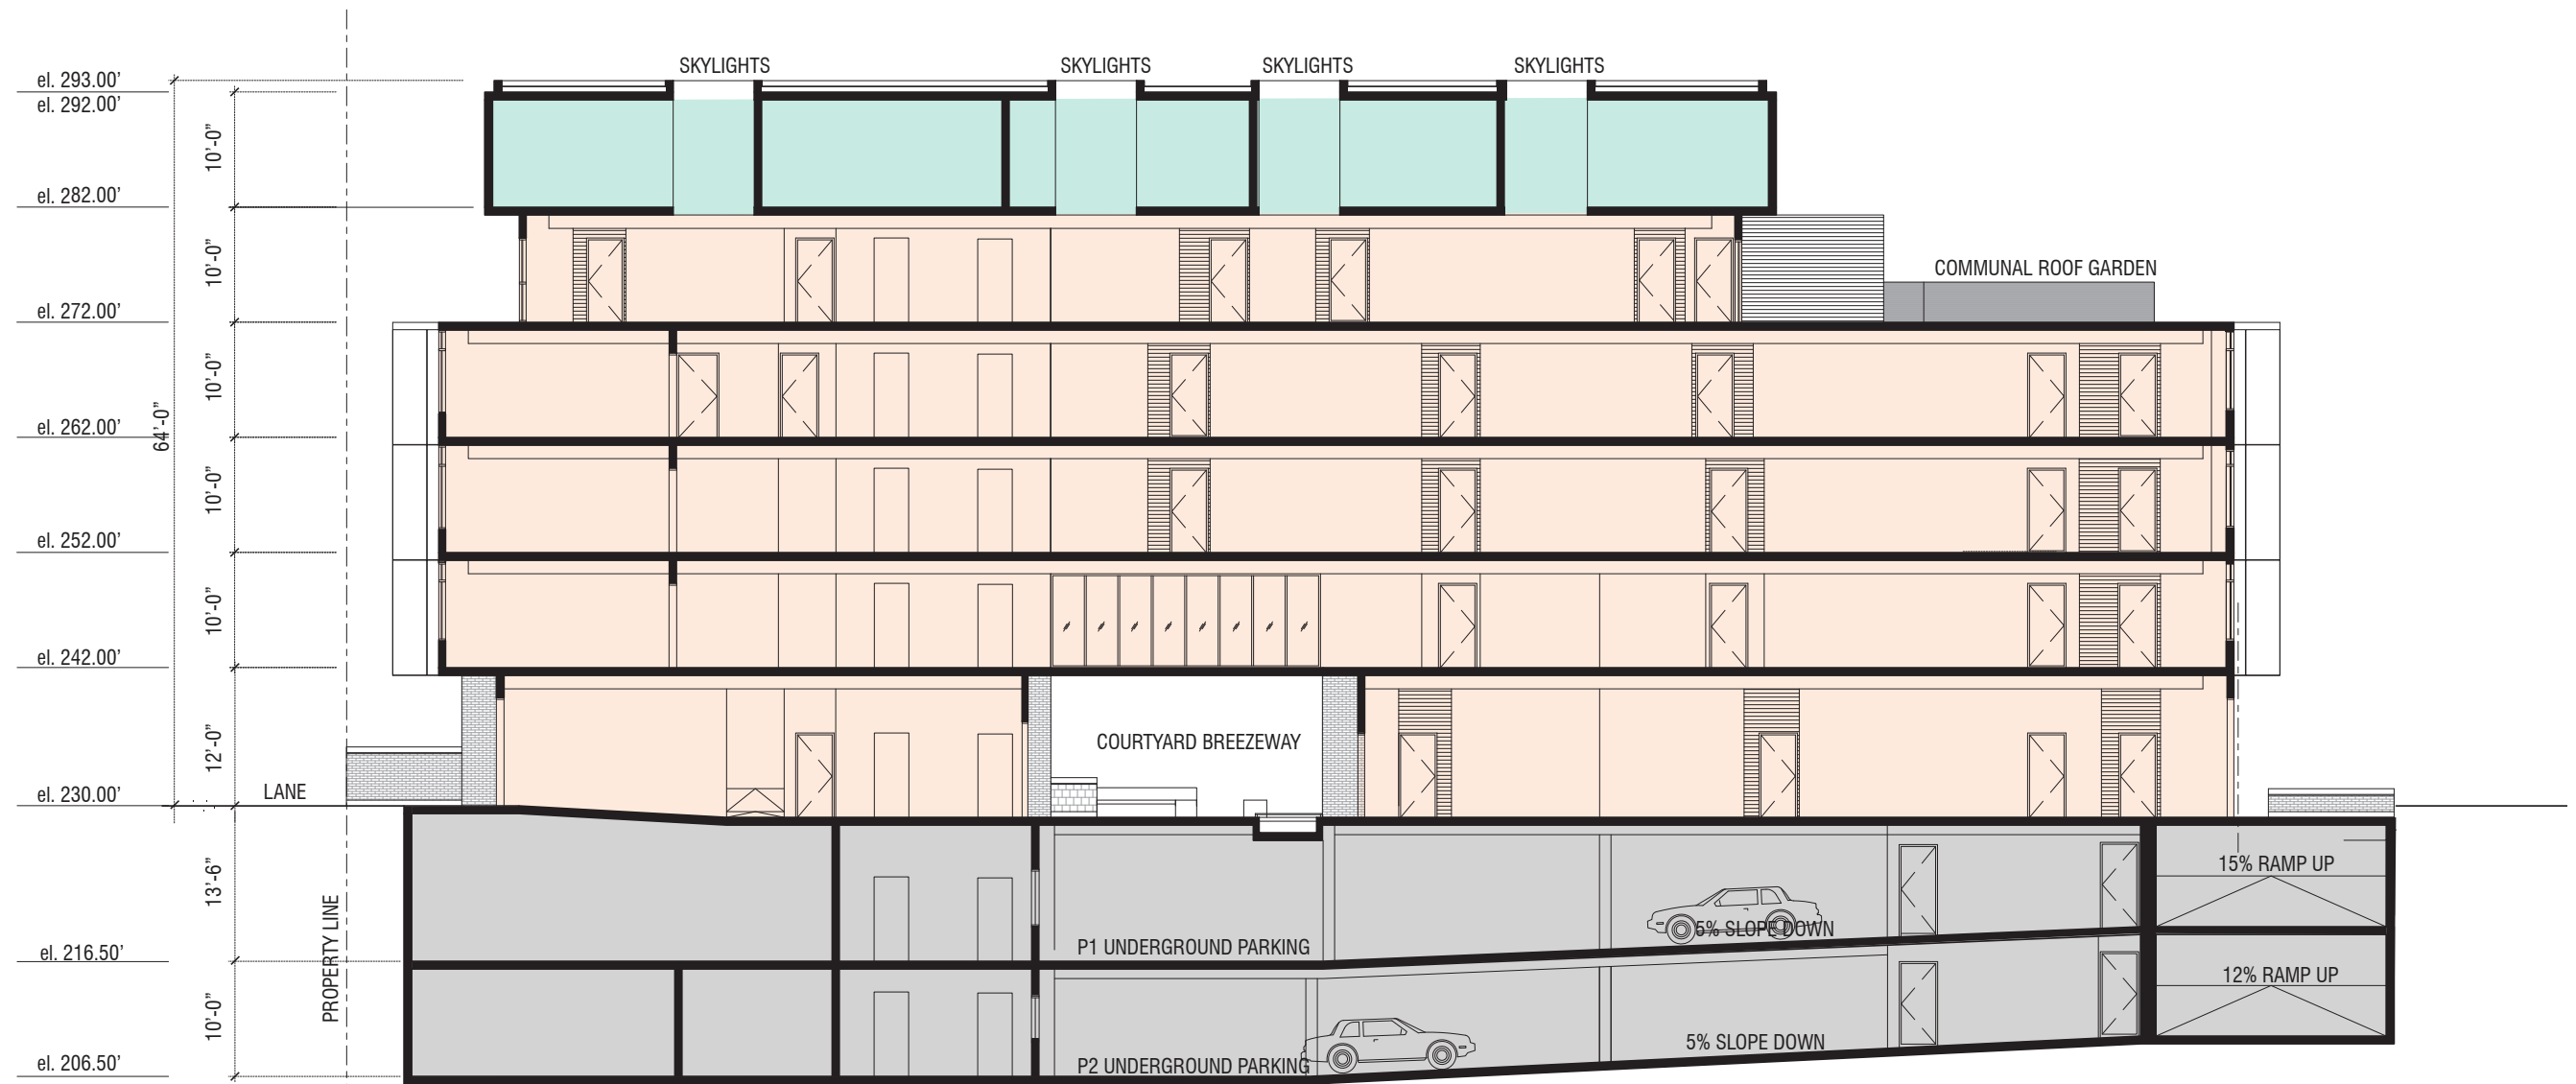 SKYLIGHTS
SKYLIGHTS
SKYLIGHTS
SKYLIGHTS
el. 293.00’
el. 292.00’
10’-0”
el. 282.00’
10’-0”
COMMUNAL ROOF GARDEN
el. 272.00’
10’-0”
64’-0”
el. 262.00’
10’-0”
el. 252.00’
10’-0”
el. 242.00’
12’-0”
COURTYARD BREEZEWAY
LANE
el. 230.00’
13’-6”
15% RAMP UP
5% SLOPE DOWN
P1 UNDERGROUND PARKING
el. 216.50’
PROPERTY LINE
12% RAMP UP
10’-0”
5% SLOPE DOWN
P2 UNDERGROUND PARKING
el. 206.50’